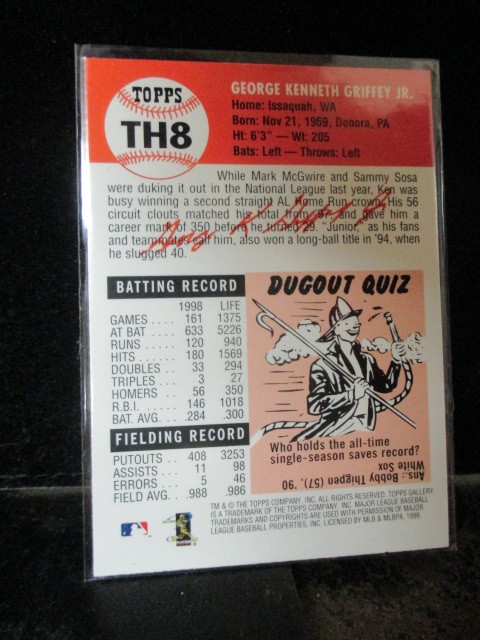 TOPPS
TH8
GEORGE KENNETH GRIFFEY JR.
Home: Issaquah, WA
Born: Nov 21, 1969, Donora, PA
Ht: 6'3" — Wt: 205
Bats: Left — Throws: Left
While Mark McGwire and Sammy Sosa
were duking it out in the National League last year, Ken was
busy winning a second straight AL Home Run crown. His 56
circuit clouts matched his total from '97 and gave him a
career mark of 350 before he turned 29. "Junior," as his fans
and teammates call him, also won a long-ball title in '94, when
he slugged 40.
BATTING RECORD
1998 LIFE
GAMES .... 161 1375
AT BAT .... 633 5226
RUNS ..... 120 940
HITS ...... 180 1569
DOUBLES .. 33 294
TRIPLES ... 3 27
HOMERS .. 56 350
R.B.I. ...... 146 1018
BAT. AVG. .. .284 .300
FIELDING RECORD
PUTOUTS .. 408 3253
ASSISTS ... 11 98
ERRORS ... 5 46
FIELD AVG. . .988 .986
DUGOUT QUIZ
Who holds the all-time
single-season saves record?
Ans.: Bobby Thigpen (57), '90
White Sox
TM & © THE TOPPS COMPANY, INC. ALL RIGHTS RESERVED. TOPPS GALLERY
IS A TRADEMARK OF THE TOPPS COMPANY, INC. MAJOR LEAGUE BASEBALL
TRADEMARKS AND COPYRIGHTS ARE USED WITH PERMISSION OF MAJOR
LEAGUE BASEBALL PROPERTIES, INC. LICENSED BY MLB & MLBPA, 1999